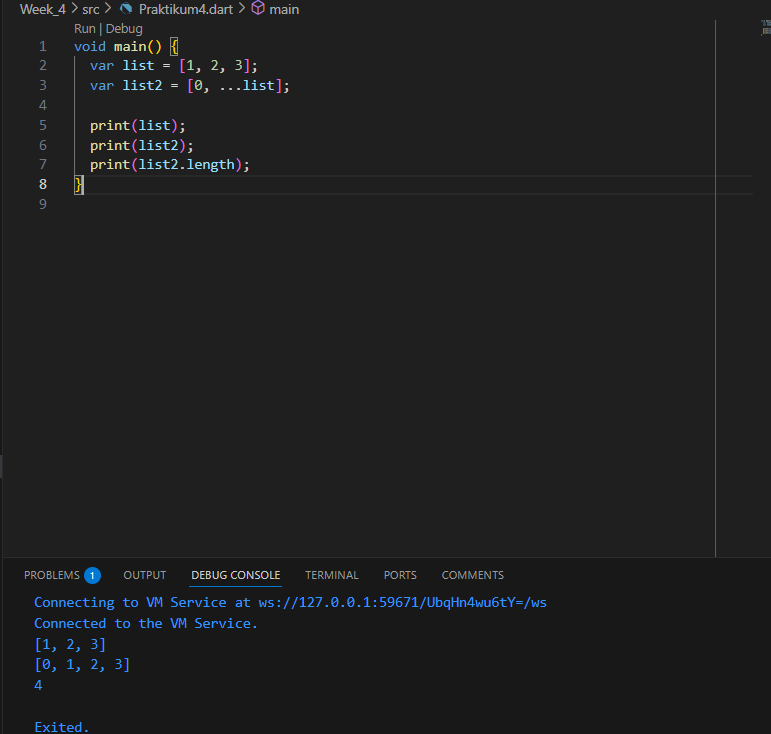 Week_4 > src > Praktikum4.dart > main
Run | Debug
1 void main() {
2   var list = [1, 2, 3];
3   var list2 = [0, ...list];
4
5   print(list);
6   print(list2);
7   print(list2.length);
8 }
9
PROBLEMS 1 OUTPUT DEBUG CONSOLE TERMINAL PORTS COMMENTS
Connecting to VM Service at ws://127.0.0.1:59671/UbqHn4wu6tY=/ws
Connected to the VM Service.
[1, 2, 3]
[0, 1, 2, 3]
4
Exited.